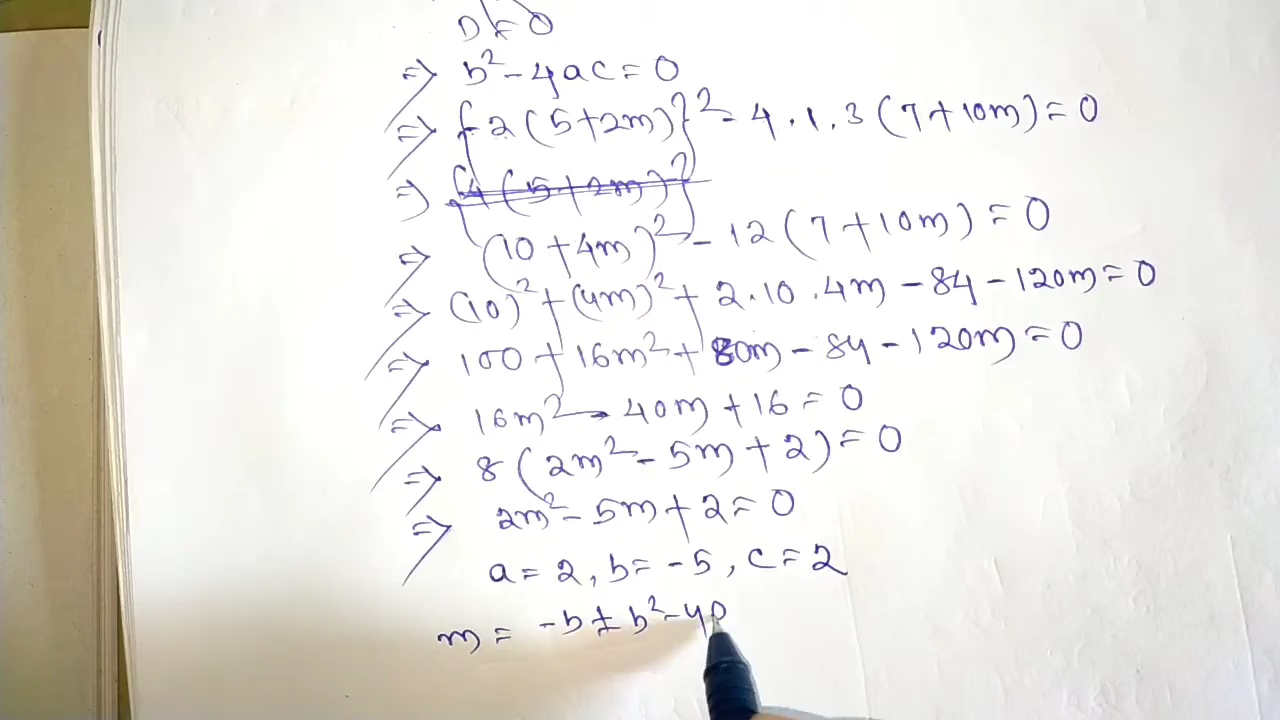 D = 0
⇒ b² - 4ac = 0
⇒ {-2(5+2m)}² - 4.1.3(7+10m) = 0
⇒ {4(5+2m)²}
⇒ (10+4m)² - 12(7+10m) = 0
⇒ (10)² + (4m)² + 2.10.4m - 84 - 120m = 0
⇒ 100 + 16m² + 80m - 84 - 120m = 0
⇒ 16m² - 40m + 16 = 0
⇒ 8(2m² - 5m + 2) = 0
⇒ 2m² - 5m + 2 = 0
a = 2, b = -5, c = 2
m = -b ± b² - 4